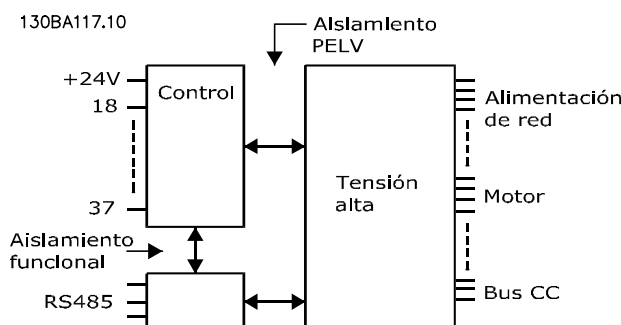 130BA117.10
Aislamiento
PELV
+24V
18
37
Control
Tensión
alta
Alimentación
de red
Motor
Bus CC
Aislamiento
funcional
RS485